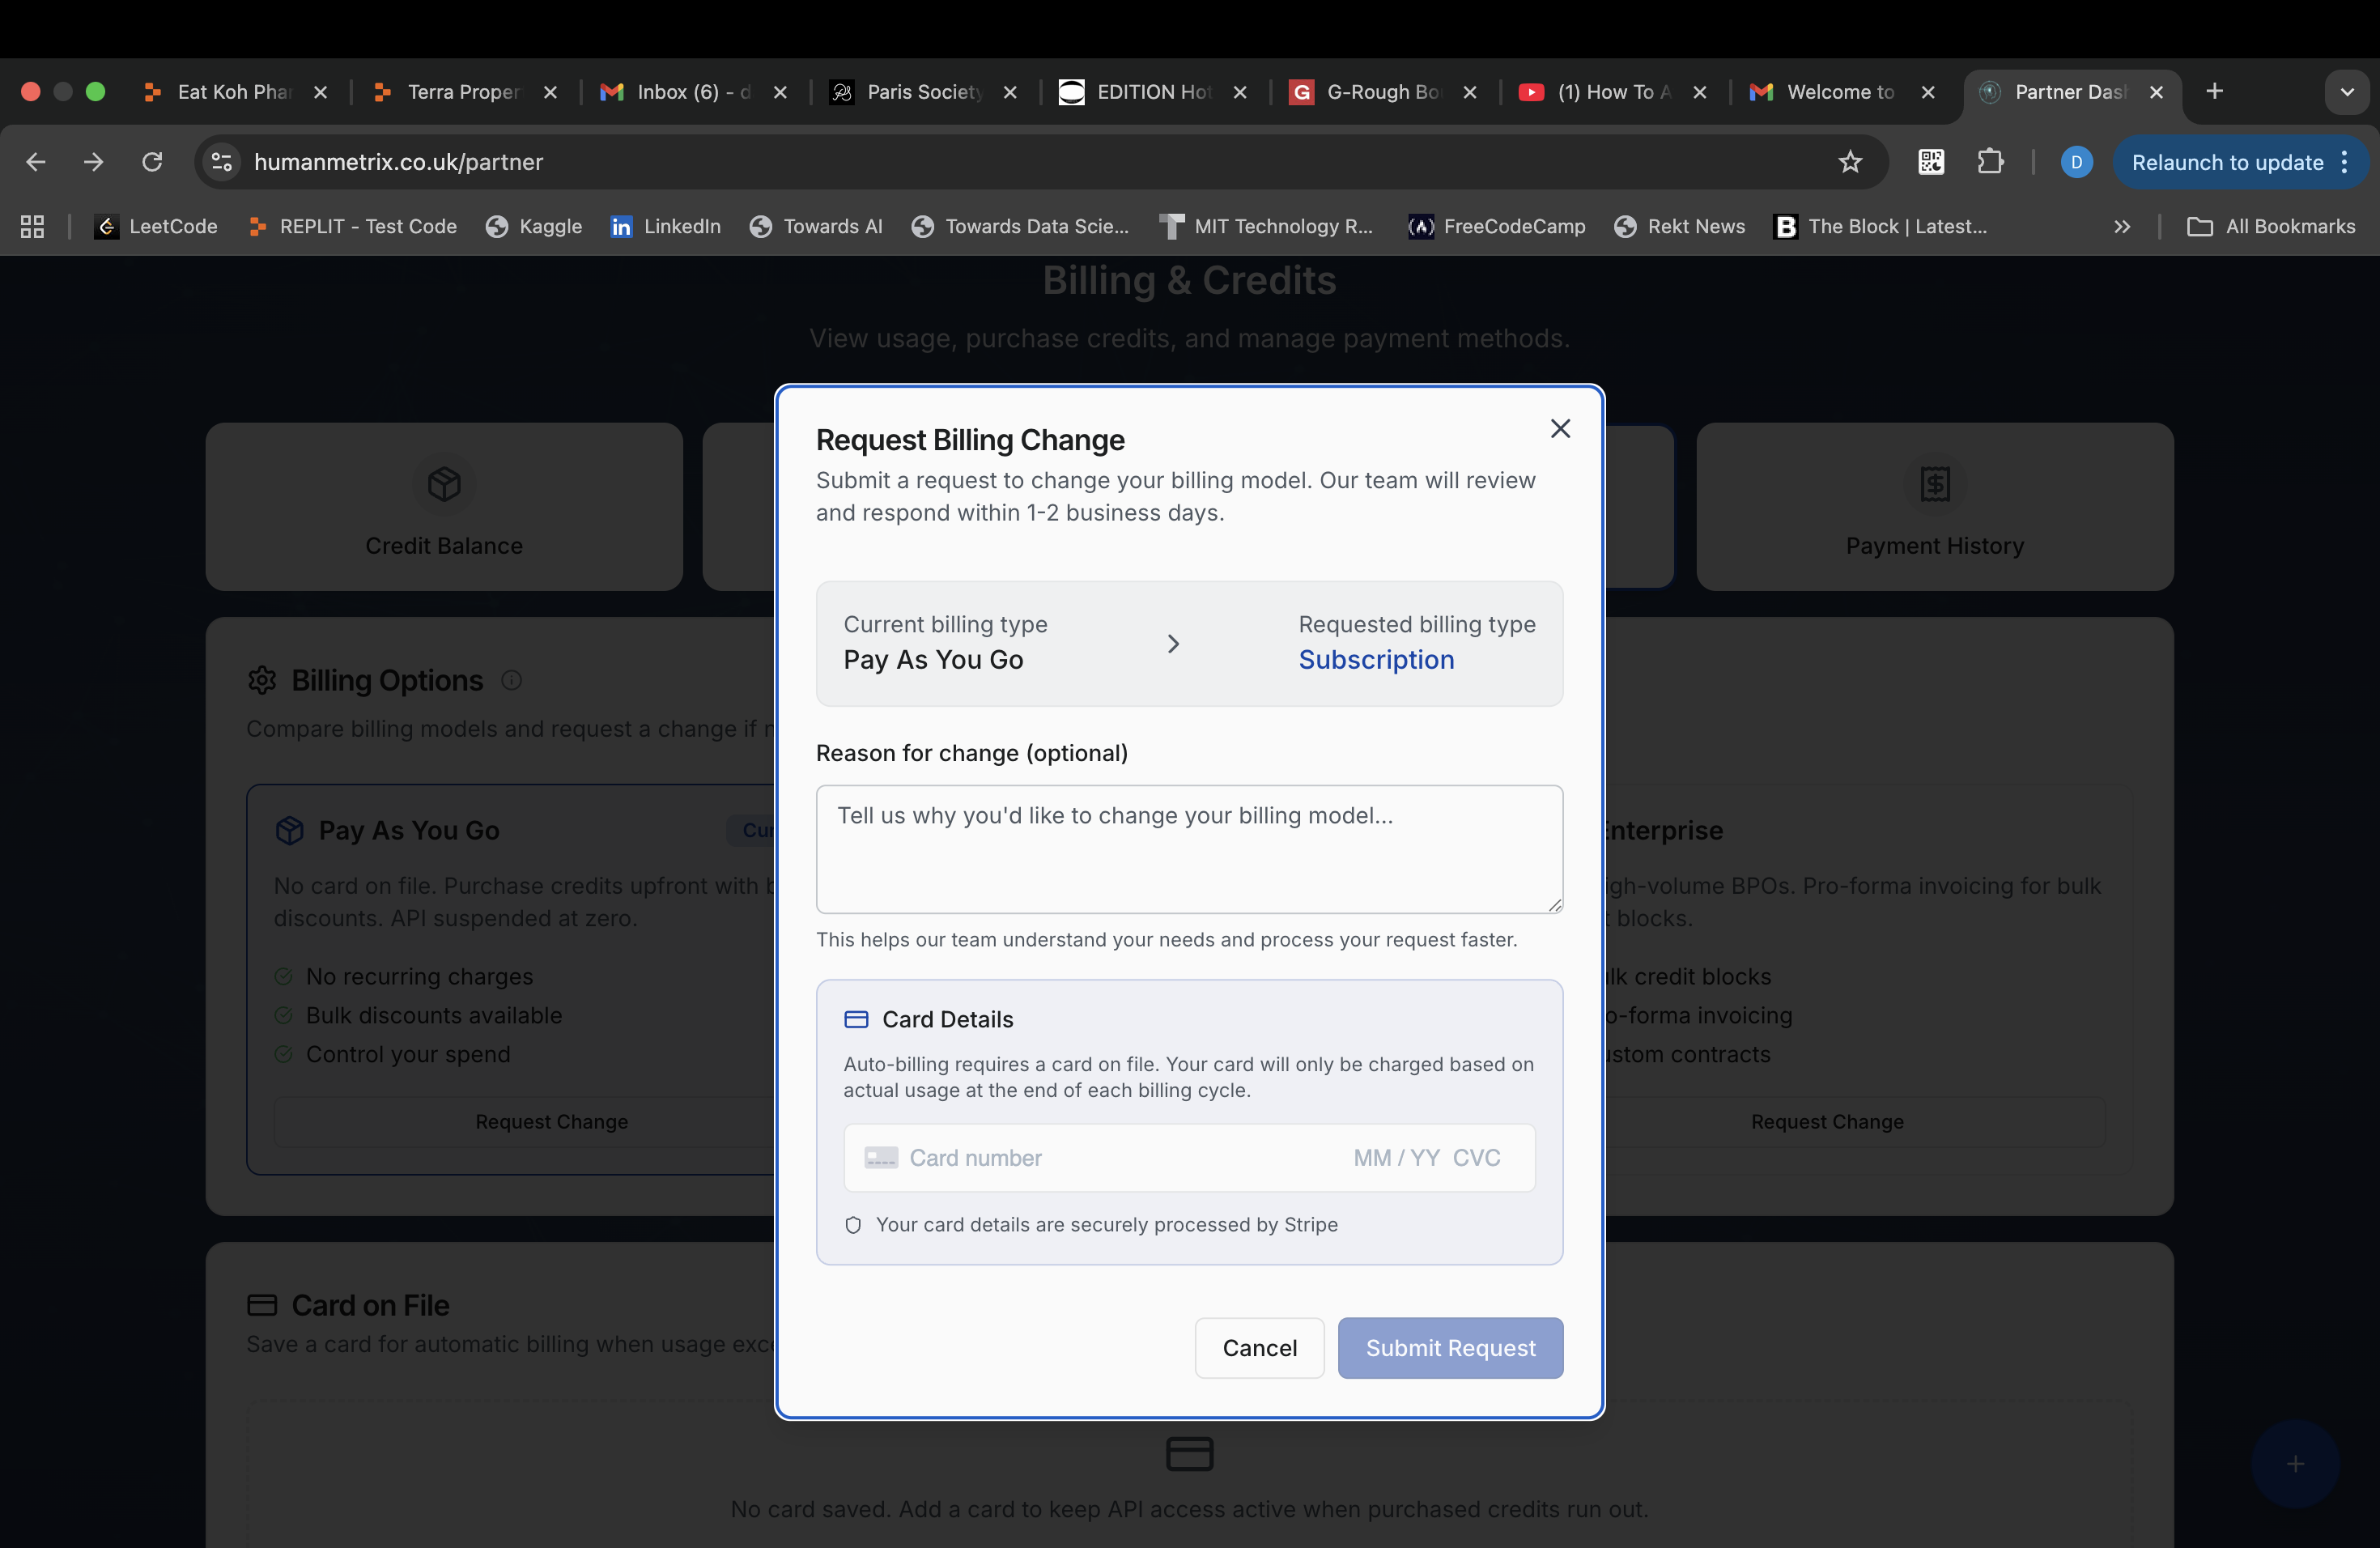 Eat Koh Phan
Terra Proper
Inbox (6) - d
Paris Society
EDITION Hot
G-Rough Bo
(1) How To A
Welcome to
Partner Das
humanmetrix.co.uk/partner
D
Relaunch to update
LeetCode
REPLIT - Test Code
Kaggle
in
LinkedIn
Towards AI
Towards Data Scie...
MIT Technology R...
FreeCodeCamp
Rekt News
The Block | Latest...
All Bookmarks
Billing & Credits
View usage, purchase credits, and manage payment methods.
Credit Balance
Payment History
Billing Options
Compare billing models and request a change if
Pay As You Go
No card on file. Purchase credits upfront with
discounts. API suspended at zero.
No recurring charges
Bulk discounts available
Control your spend
Request Change
Request Billing Change
Submit a request to change your billing model. Our team will review
and respond within 1-2 business days.
Current billing type
Pay As You Go
Requested billing type
Subscription
Reason for change (optional)
Tell us why you'd like to change your billing model...
This helps our team understand your needs and process your request faster.
Card Details
Auto-billing requires a card on file. Your card will only be charged based on
actual usage at the end of each billing cycle.
Card number
MM / YY CVC
Your card details are securely processed by Stripe
Cancel
Submit Request
nterprise
gh-volume BPOs. Pro-forma invoicing for bulk
blocks.
lk credit blocks
o-forma invoicing
stom contracts
Request Change
Card on File
Save a card for automatic billing when usage exc
No card saved. Add a card to keep API access active when purchased credits run out.